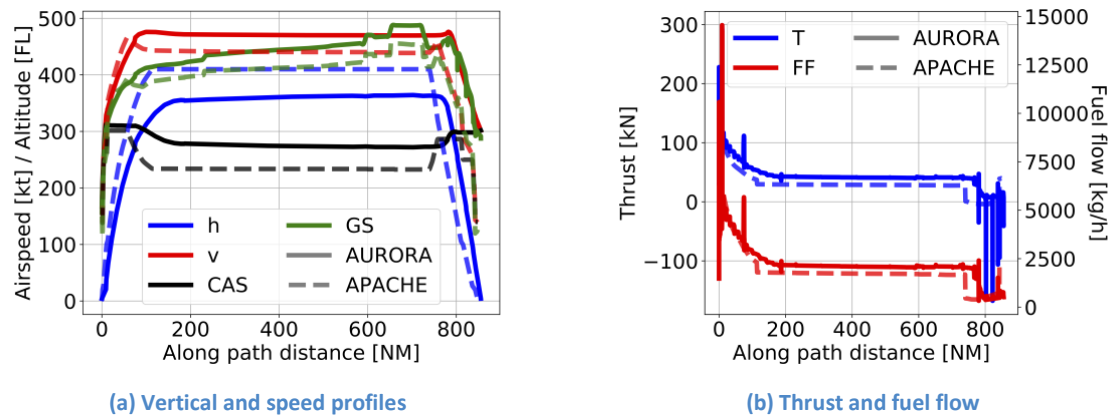 500
400
300
200
100
0
Airspeed [kt] / Altitude [FL]
h
v
CAS
GS
AURORA
APACHE
0 200 400 600 800
Along path distance [NM]
(a) Vertical and speed profiles
300
200
100
0
−100
Thrust [kN]
T
FF
AURORA
APACHE
15000
12500
10000
7500
5000
2500
0
Fuel flow [kg/h]
0 200 400 600 800
Along path distance [NM]
(b) Thrust and fuel flow